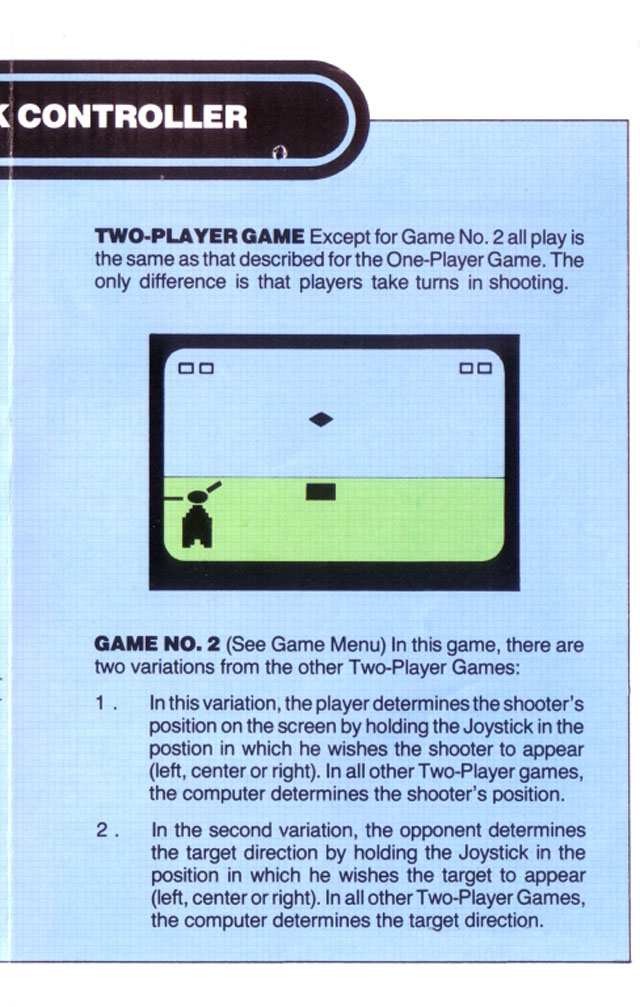 CONTROLLER
TWO-PLAYER GAME Except for Game No. 2 all play is
the same as that described for the One-Player Game. The
only difference is that players take turns in shooting.
GAME NO. 2 (See Game Menu) In this game, there are
two variations from the other Two-Player Games:
1. In this variation, the player determines the shooter's
position on the screen by holding the Joystick in the
postion in which he wishes the shooter to appear
(left, center or right). In all other Two-Player games,
the computer determines the shooter's position.
2. In the second variation, the opponent determines
the target direction by holding the Joystick in the
position in which he wishes the target to appear
(left, center or right). In all other Two-Player Games,
the computer determines the target direction.